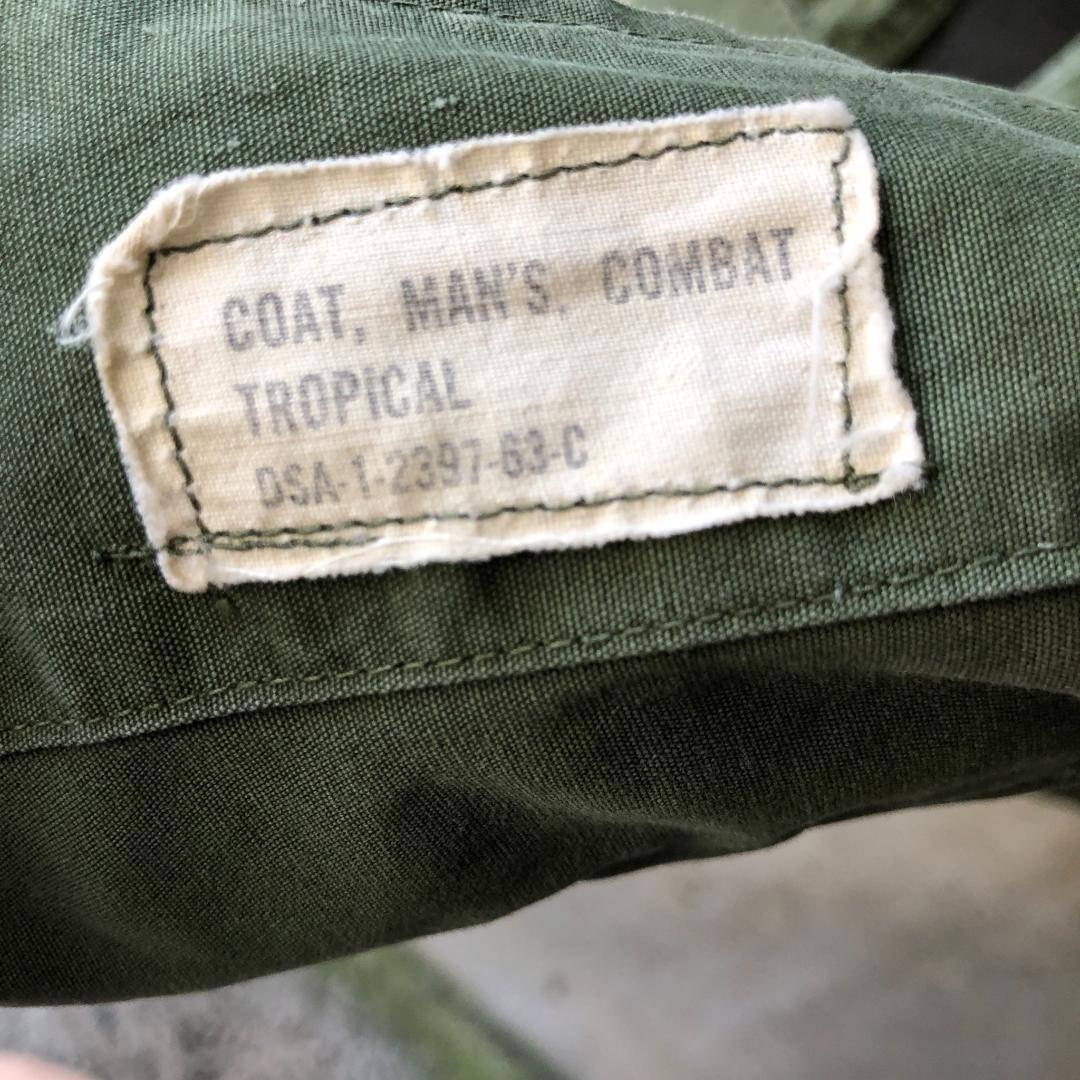 COAT, MAN'S, COMBAT
TROPICAL
DSA-1-2397-63-C